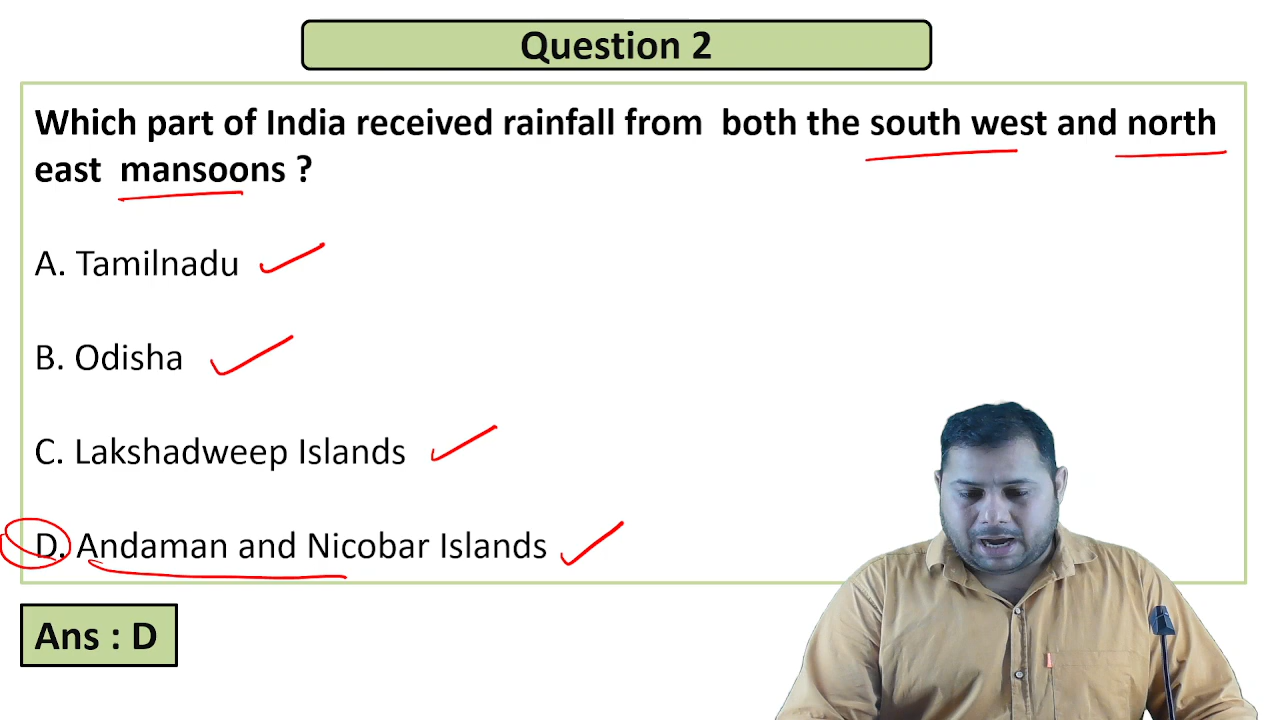 Question 2
Which part of India received rainfall from both the south west and north
east mansoons ?
A. Tamilnadu
B. Odisha
C. Lakshadweep Islands
D. Andaman and Nicobar Islands
Ans : D